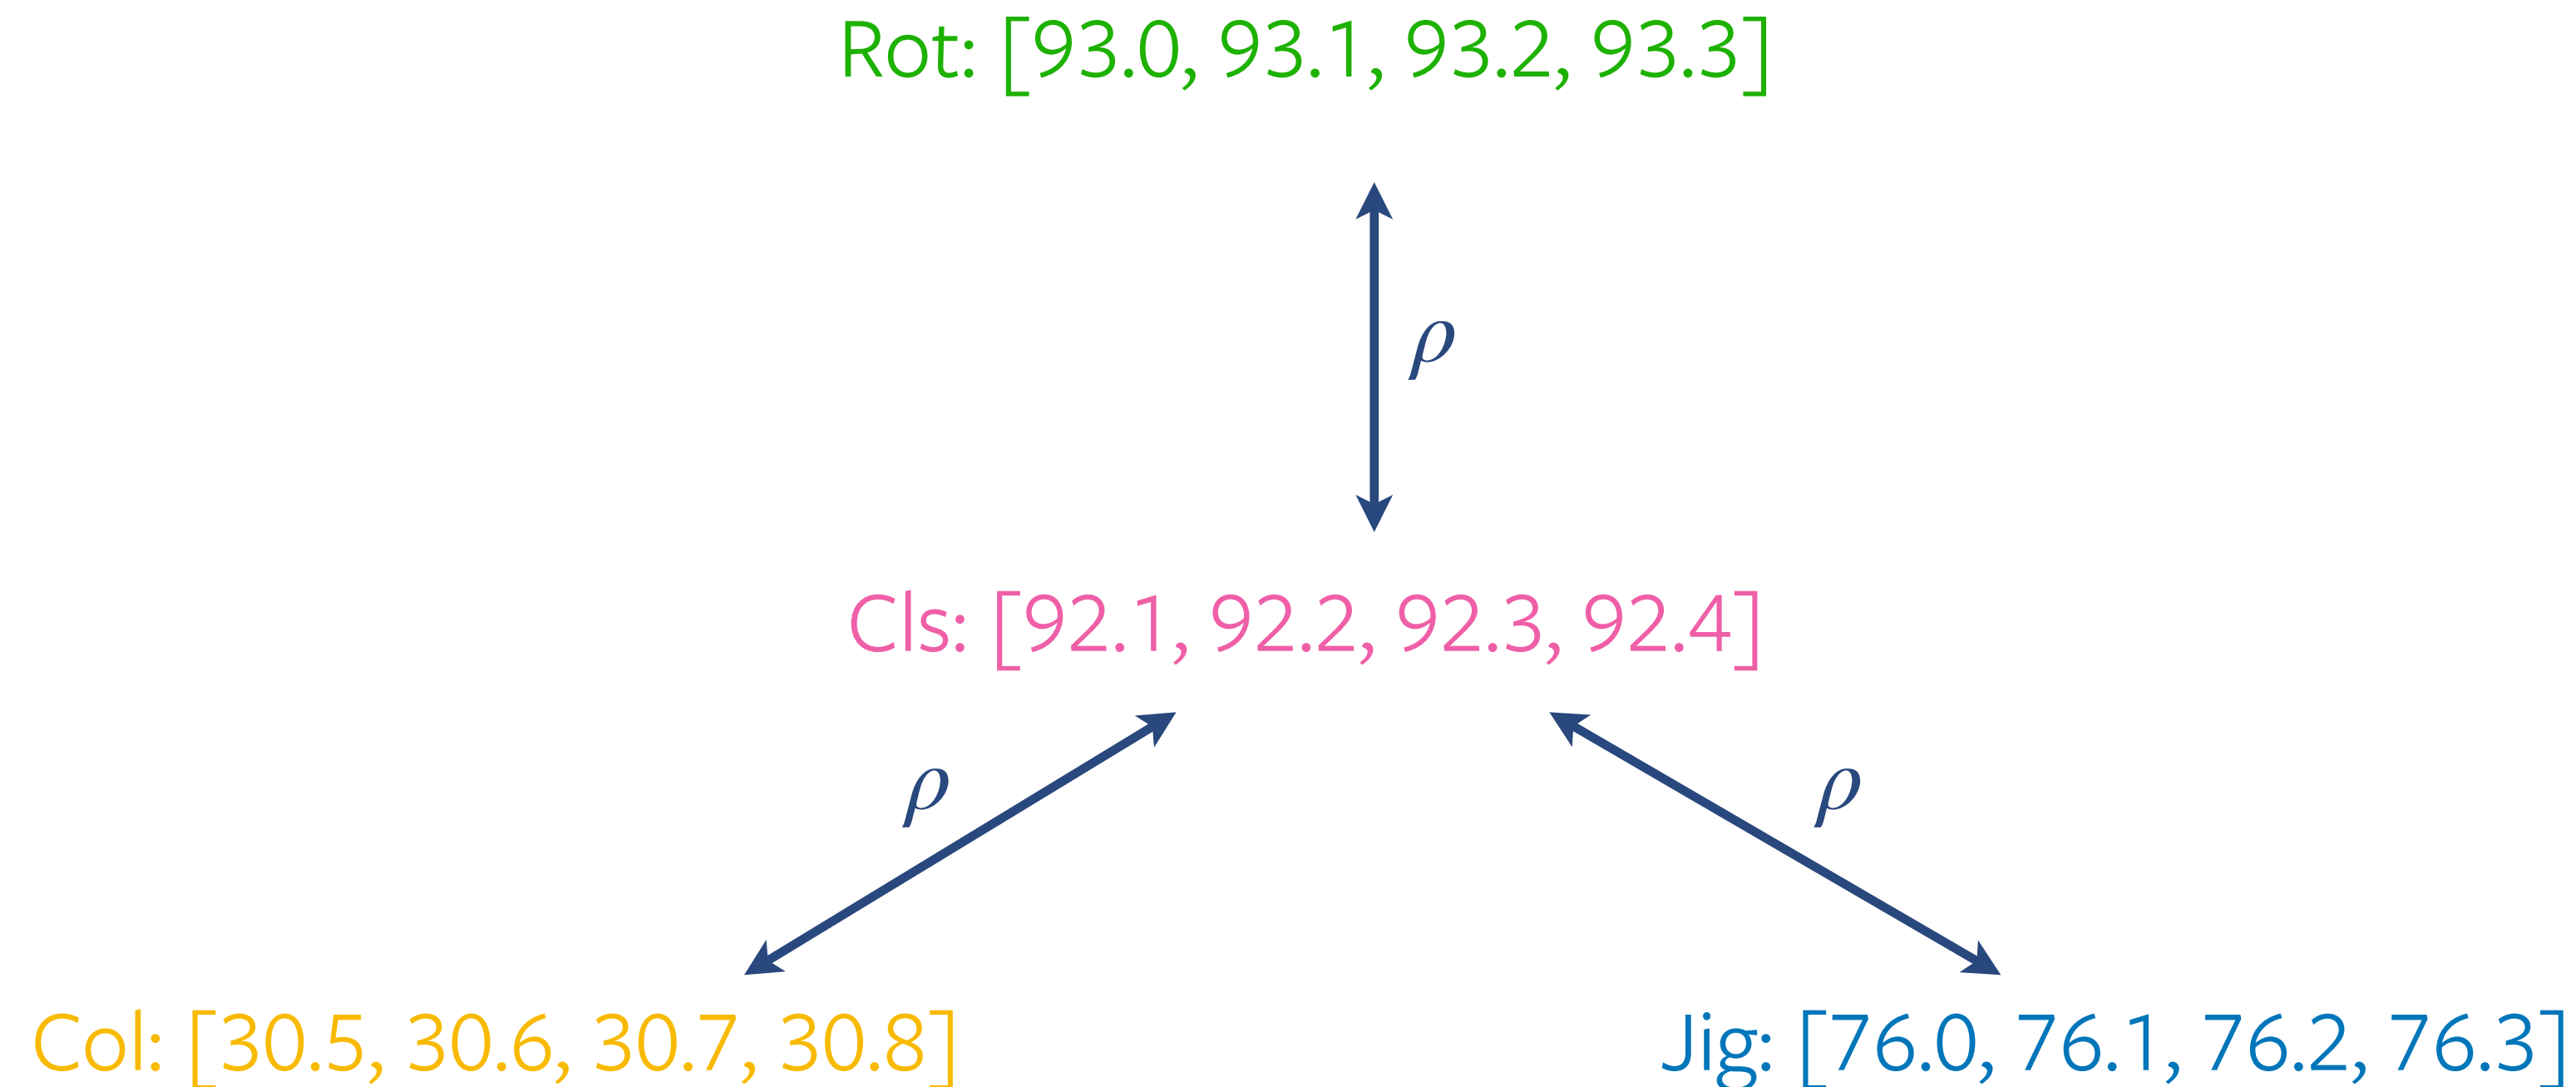 Rot: [93.0, 93.1, 93.2, 93.3]
ρ
Cls: [92.1, 92.2, 92.3, 92.4]
ρ
ρ
Col: [30.5, 30.6, 30.7, 30.8]
Jig: [76.0, 76.1, 76.2, 76.3]